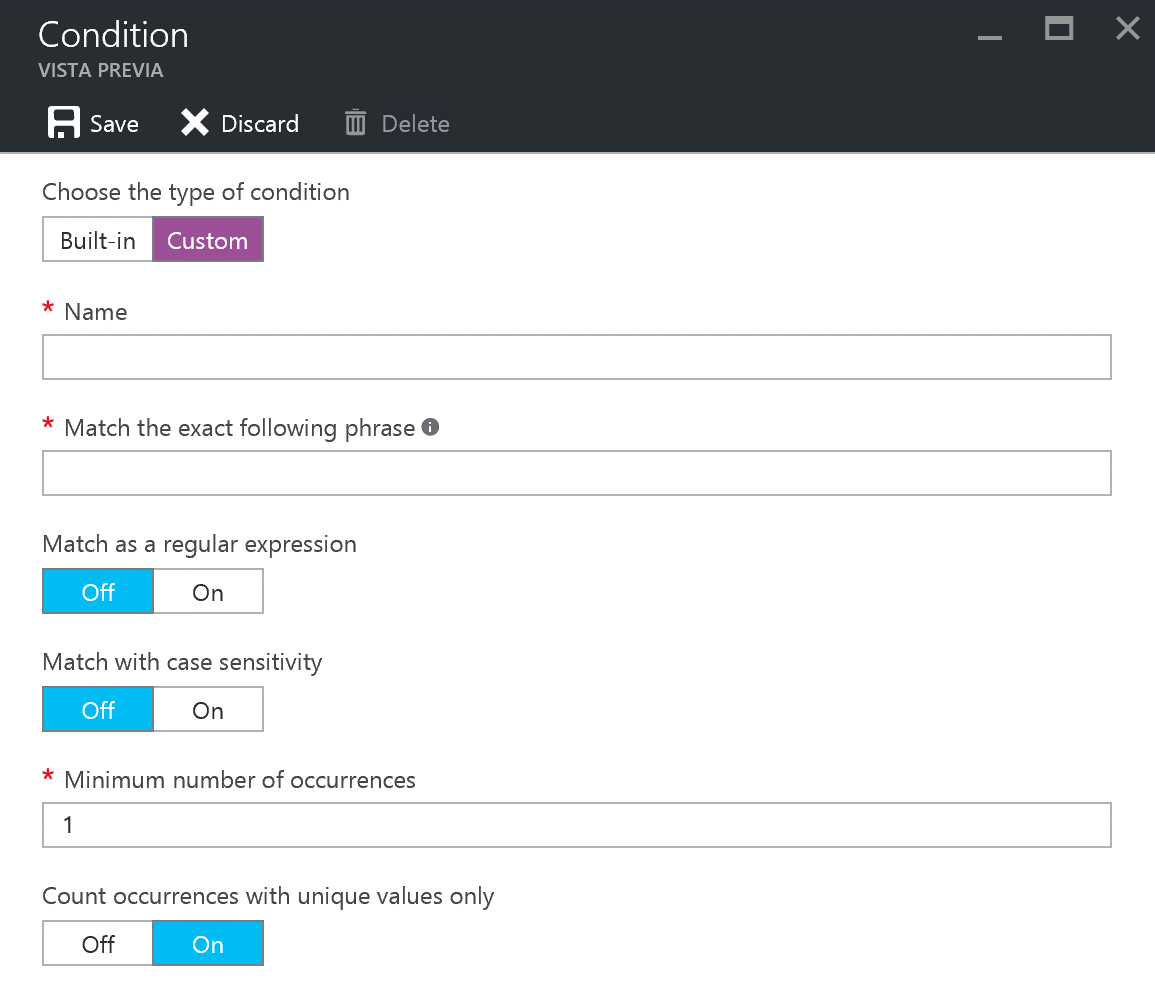 Condition
VISTA PREVIA
Save Discard Delete
Choose the type of condition
Built-in Custom
* Name
* Match the exact following phrase
Match as a regular expression
Off On
Match with case sensitivity
Off On
* Minimum number of occurrences
1
Count occurrences with unique values only
Off On